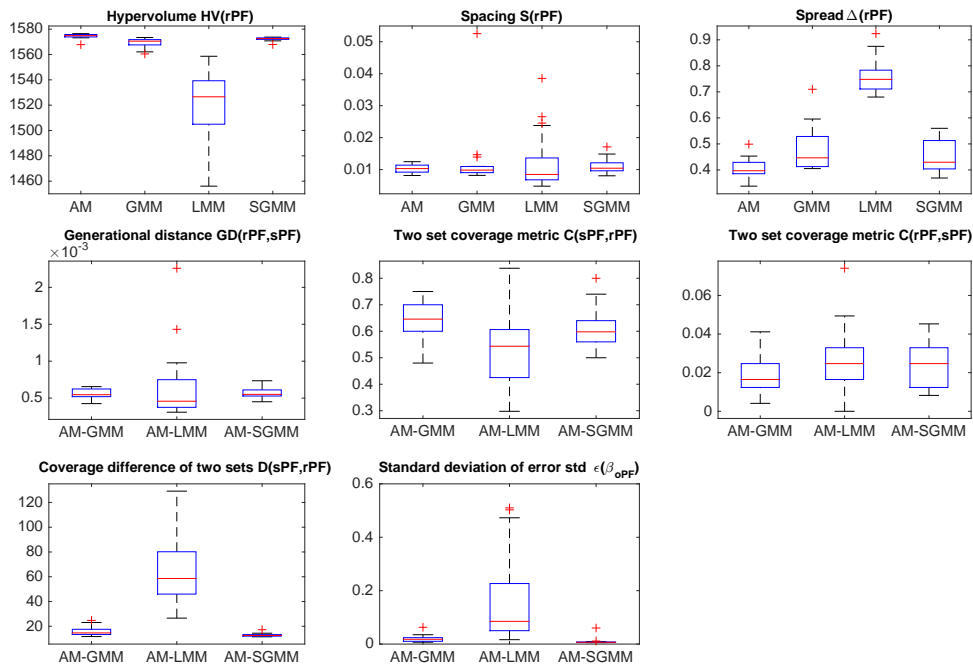 Hypervolume HV(rPF)
1580
1560
1540
1520
1500
1480
1460
AM GMM LMM SGMM
Spacing S(rPF)
0.05
0.04
0.03
0.02
0.01
AM GMM LMM SGMM
Spread Δ(rPF)
0.9
0.8
0.7
0.6
0.5
0.4
AM GMM LMM SGMM
Generational distance GD(rPF,sPF)
×10⁻³
2
1.5
1
0.5
AM-GMM AM-LMM AM-SGMM
Two set coverage metric C(sPF,rPF)
0.8
0.7
0.6
0.5
0.4
0.3
AM-GMM AM-LMM AM-SGMM
Two set coverage metric C(rPF,sPF)
0.06
0.04
0.02
0
AM-GMM AM-LMM AM-SGMM
Coverage difference of two sets D(sPF,rPF)
120
100
80
60
40
20
AM-GMM AM-LMM AM-SGMM
Standard deviation of error std ϵ(β_oPF)
0.6
0.4
0.2
0
AM-GMM AM-LMM AM-SGMM